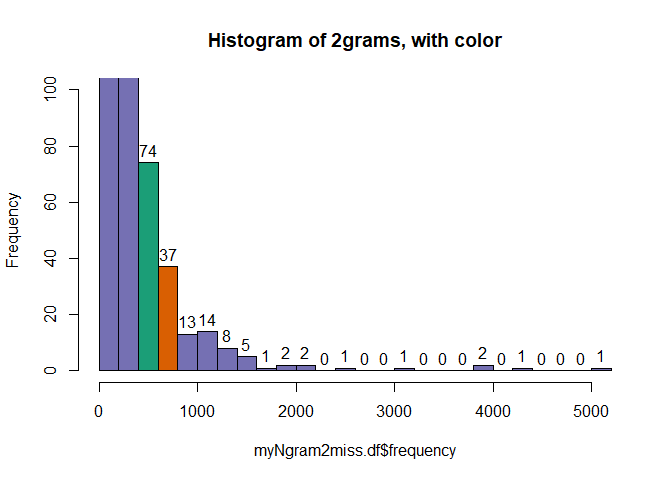 Histogram of 2grams, with color
Frequency
100
80
60
40
20
0
74
37
13 14 8 5 1 2 2 0 1 0 0 1 0 0 0 2 0 1 0 0 0 1
0 1000 2000 3000 4000 5000
myNgram2miss.df$frequency